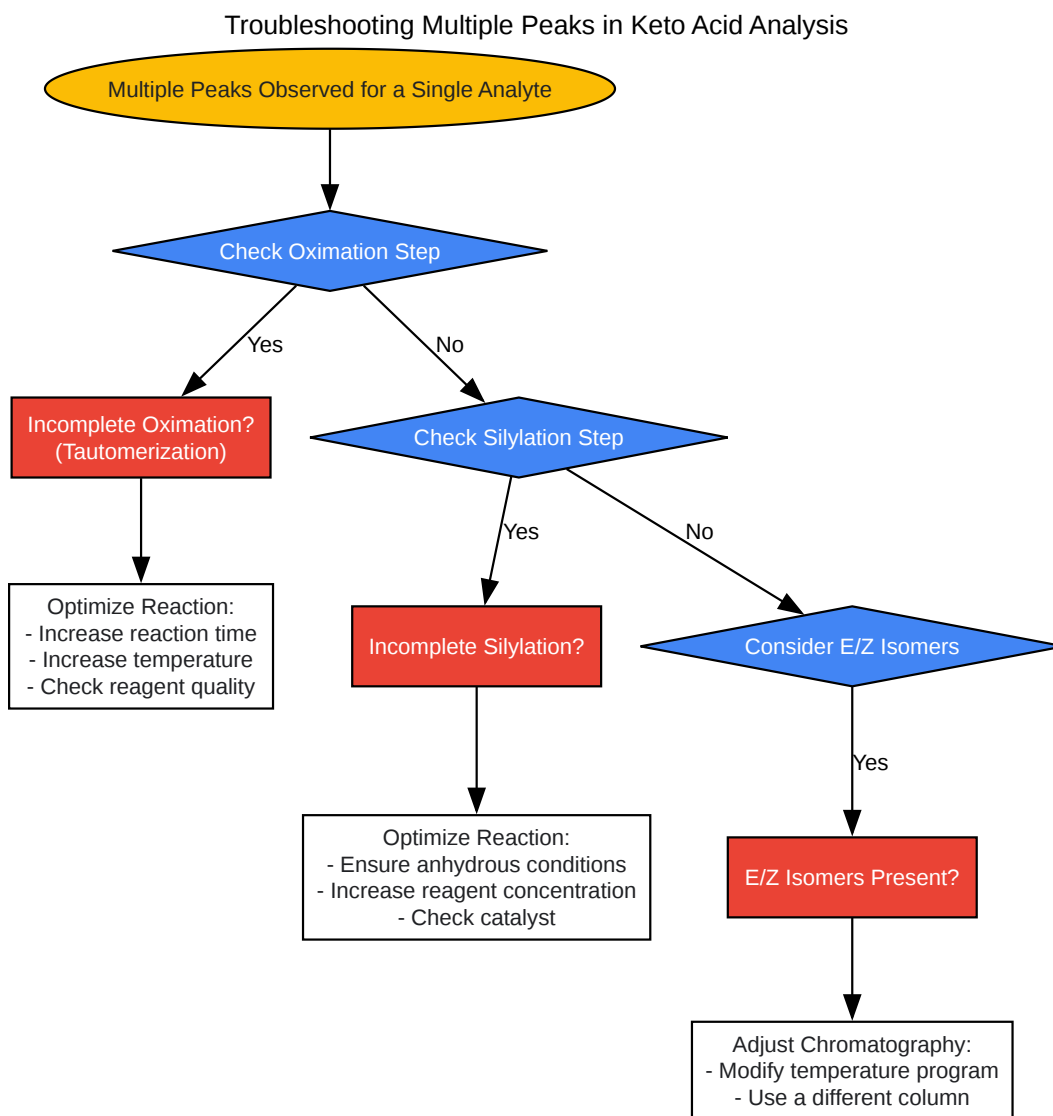 Troubleshooting Multiple Peaks in Keto Acid Analysis
Multiple Peaks Observed for a Single Analyte
Check Oximation Step
Yes
No
Incomplete Oximation?
(Tautomerization)
Check Silylation Step
Optimize Reaction:
- Increase reaction time
- Increase temperature
- Check reagent quality
Yes
No
Incomplete Silylation?
Consider E/Z Isomers
Optimize Reaction:
- Ensure anhydrous conditions
- Increase reagent concentration
- Check catalyst
Yes
E/Z Isomers Present?
Adjust Chromatography:
- Modify temperature program
- Use a different column